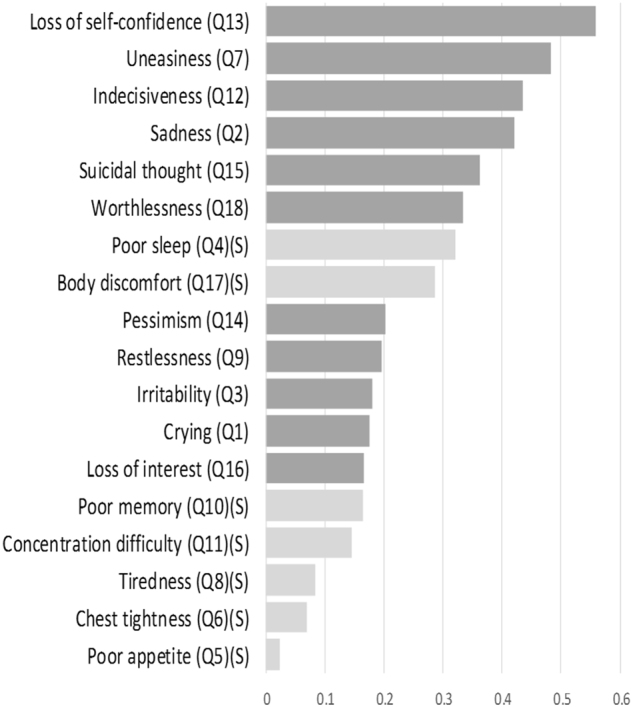 Loss of self-confidence (Q13)
Uneasiness (Q7)
Indecisiveness (Q12)
Sadness (Q2)
Suicidal thought (Q15)
Worthlessness (Q18)
Poor sleep (Q4)(S)
Body discomfort (Q17)(S)
Pessimism (Q14)
Restlessness (Q9)
Irritability (Q3)
Crying (Q1)
Loss of interest (Q16)
Poor memory (Q10)(S)
Concentration difficulty (Q11)(S)
Tiredness (Q8)(S)
Chest tightness (Q6)(S)
Poor appetite (Q5)(S)
0 0.1 0.2 0.3 0.4 0.5 0.6